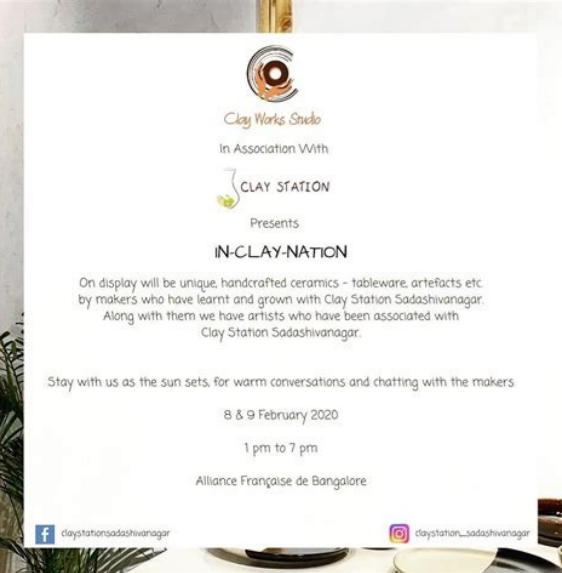 Clay Works Studio
In Association With
CLAY STATION
Presents
IN-CLAY-NATION
On display will be unique, handcrafted ceramics - tableware, artefacts etc
by makers who have learnt and grown with Clay Station Sadashivanagar.
Along with them we have artists who have been associated with
Clay Station Sadashivanagar.
Stay with us as the sun sets, for warm conversations and chatting with the makers
8 & 9 February 2020
1 pm to 7 pm
Alliance Française de Bangalore
claystationsadashivanagar
claystation_sadashivanagar